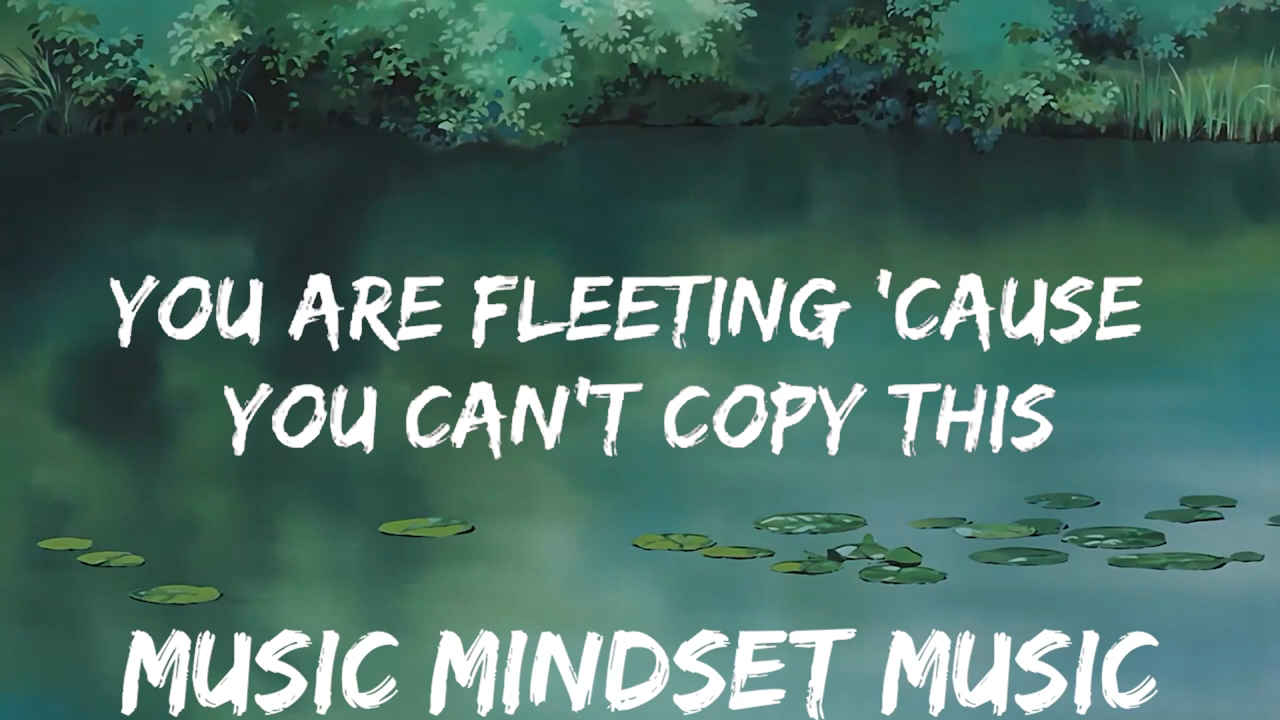 YOU ARE FLEETING 'CAUSE
YOU CAN'T COPY THIS
MUSIC MINDSET MUSIC